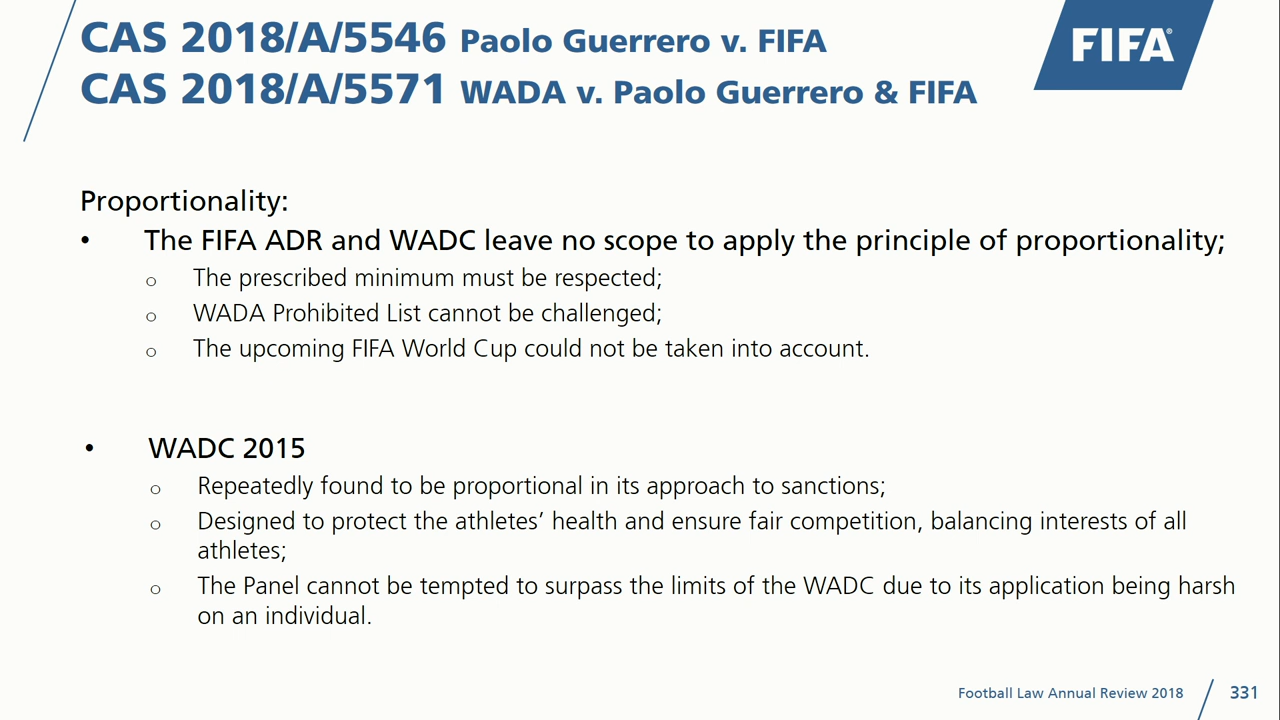 CAS 2018/A/5546 Paolo Guerrero v. FIFA
FIFA®
CAS 2018/A/5571 WADA v. Paolo Guerrero & FIFA
Proportionality:
• The FIFA ADR and WADC leave no scope to apply the principle of proportionality;
o The prescribed minimum must be respected;
o WADA Prohibited List cannot be challenged;
o The upcoming FIFA World Cup could not be taken into account.
• WADC 2015
o Repeatedly found to be proportional in its approach to sanctions;
o Designed to protect the athletes’ health and ensure fair competition, balancing interests of all
athletes;
o The Panel cannot be tempted to surpass the limits of the WADC due to its application being harsh
on an individual.
Football Law Annual Review 2018 331